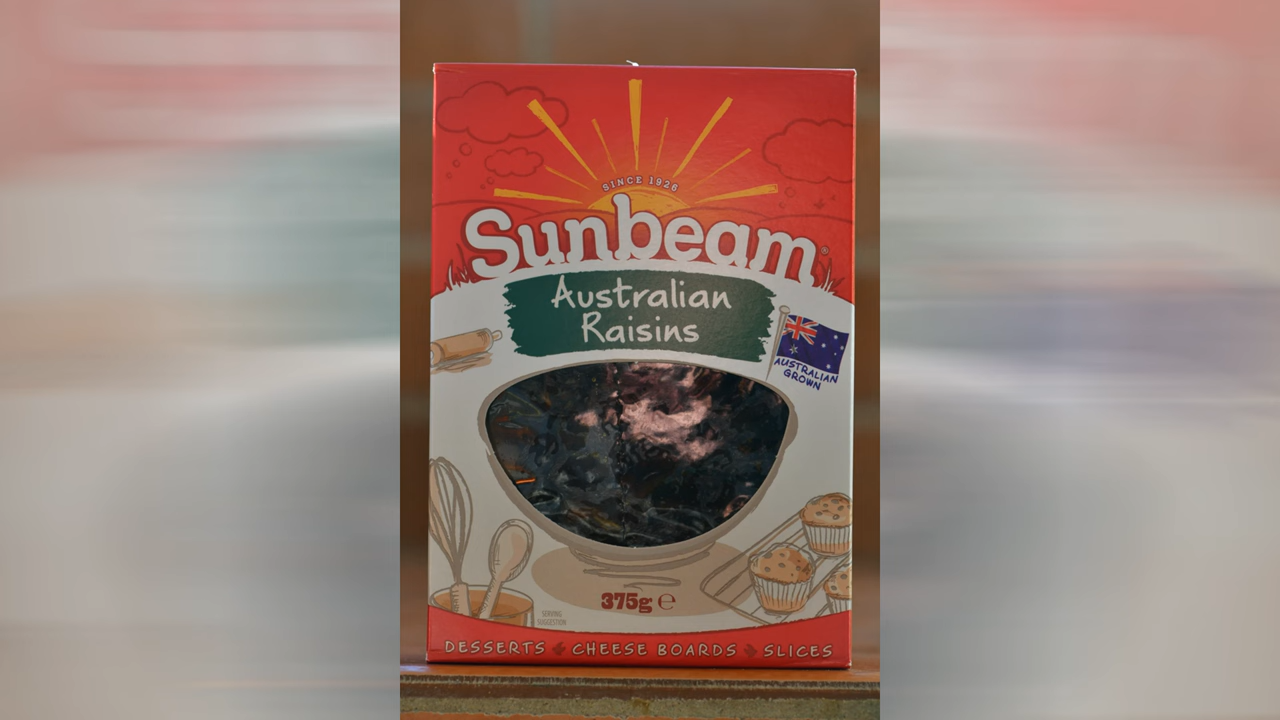 SINCE 1926
Sunbeam®
Australian
Raisins
AUSTRALIAN
GROWN
375g ℮
SERVING
SUGGESTION
DESSERTS CHEESE BOARDS SLICES